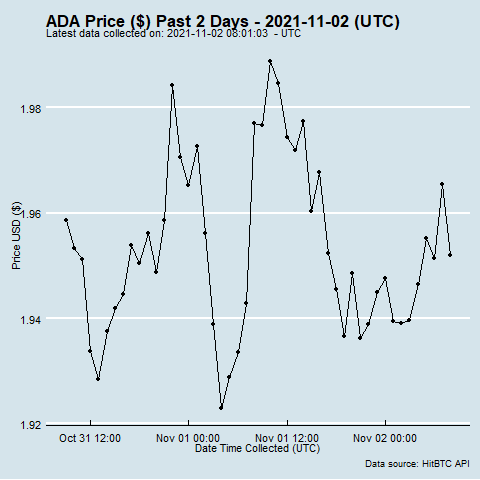 ADA Price ($) Past 2 Days - 2021-11-02 (UTC)
Latest data collected on: 2021-11-02 08:01:03  - UTC
1.98
1.96
1.94
1.92
Price USD ($)
Oct 31 12:00
Nov 01 00:00
Nov 01 12:00
Nov 02 00:00
Date Time Collected (UTC)
Data source: HitBTC API